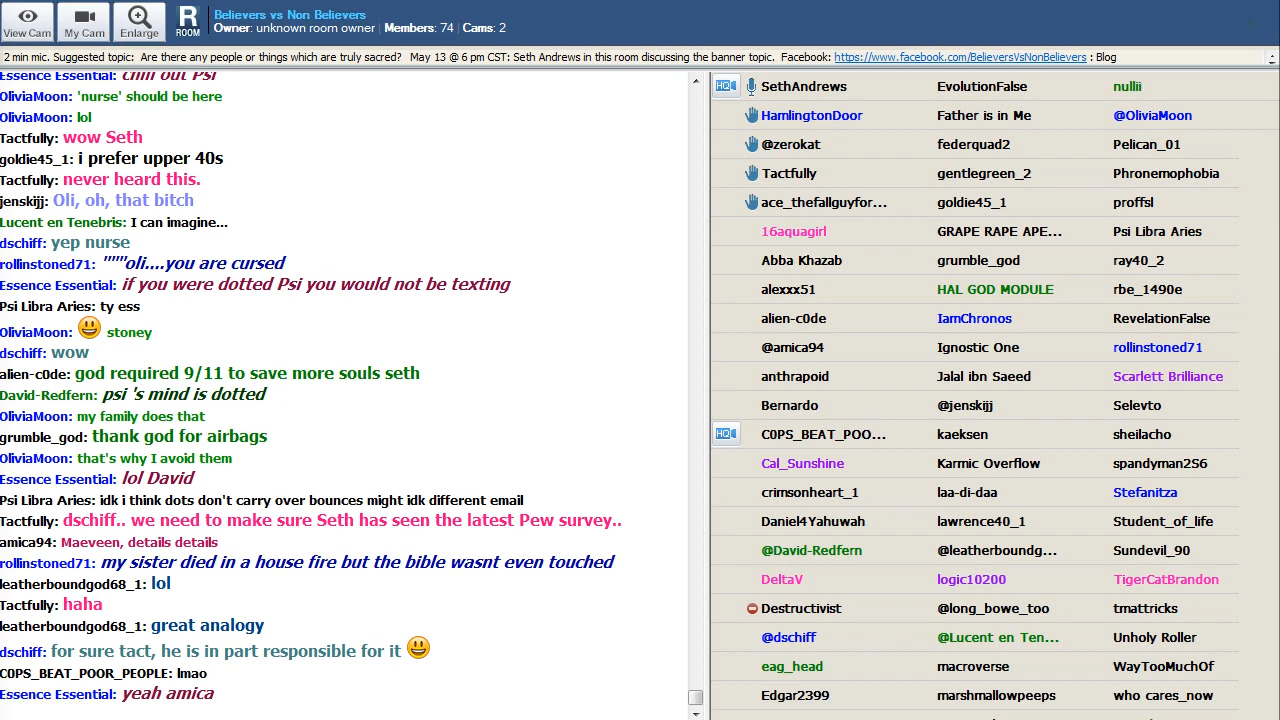 View Cam
My Cam
Enlarge
R
ROOM
Believers vs Non Believers
Owner: unknown room owner | Members: 74 | Cams: 2
2 min mic. Suggested topic: Are there any people or things which are truly sacred? May 13 @ 6 pm CST: Seth Andrews in this room discussing the banner topic. Facebook: https://www.facebook.com/BelieversVsNonBelievers : Blog
Essence Essential: chill out Psi
OliviaMoon: 'nurse' should be here
OliviaMoon: lol
Tactfully: wow Seth
goldie45_1: i prefer upper 40s
Tactfully: never heard this.
jenskijj: Oli, oh, that bitch
Lucent en Tenebris: I can imagine...
dschiff: yep nurse
rollinstoned71: """oli....you are cursed
Essence Essential: if you were dotted Psi you would not be texting
Psi Libra Aries: ty ess
OliviaMoon: stoney
dschiff: wow
alien-c0de: god required 9/11 to save more souls seth
David-Redfern: psi 's mind is dotted
OliviaMoon: my family does that
grumble_god: thank god for airbags
OliviaMoon: that's why I avoid them
Essence Essential: lol David
Psi Libra Aries: idk i think dots don't carry over bounces might idk different email
Tactfully: dschiff.. we need to make sure Seth has seen the latest Pew survey..
amica94: Maeveen, details details
rollinstoned71: my sister died in a house fire but the bible wasnt even touched
leatherboundgod68_1: lol
Tactfully: haha
leatherboundgod68_1: great analogy
dschiff: for sure tact, he is in part responsible for it
C0PS_BEAT_POOR_PEOPLE: lmao
Essence Essential: yeah amica
HQ SethAndrews EvolutionFalse nullii
HamlingtonDoor Father is in Me @OliviaMoon
@zerokat federquad2 Pelican_01
Tactfully gentlegreen_2 Phronemophobia
ace_thefallguyfor... goldie45_1 proffsl
16aquagirl GRAPE RAPE APE... Psi Libra Aries
Abba Khazab grumble_god ray40_2
alexxx51 HAL GOD MODULE rbe_1490e
alien-c0de IamChronos RevelationFalse
@amica94 Ignostic One rollinstoned71
anthrapoid Jalal ibn Saeed Scarlett Brilliance
Bernardo @jenskijj Selevto
HQ C0PS_BEAT_POO... kaeksen sheilacho
Cal_Sunshine Karmic Overflow spandyman2S6
crimsonheart_1 laa-di-daa Stefanitza
Daniel4Yahuwah lawrence40_1 Student_of_life
@David-Redfern @leatherboundg... Sundevil_90
DeltaV logic10200 TigerCatBrandon
Destructivist @long_bowe_too tmattricks
@dschiff @Lucent en Ten... Unholy Roller
eag_head macroverse WayTooMuchOf
Edgar2399 marshmallowpeeps who cares_now